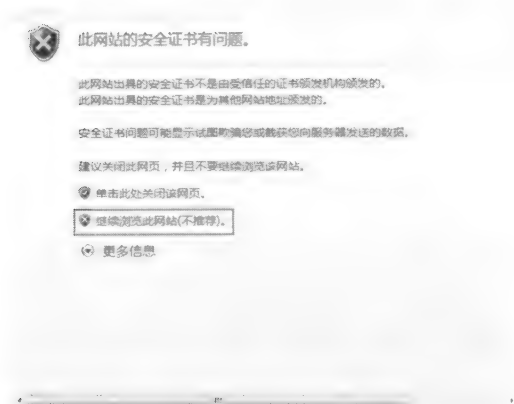 此网站的安全证书有问题。
此网站出具的安全证书不是由受信任的证书颁发机构颁发的。
此网站出具的安全证书是为其他网站地址颁发的。
安全证书问题可能显示试图欺骗您或截获您向服务器发送的数据。
建议关闭此网页，并且不要继续浏览该网站。
单击此处关闭该网页。
继续浏览此网站(不推荐)。
更多信息